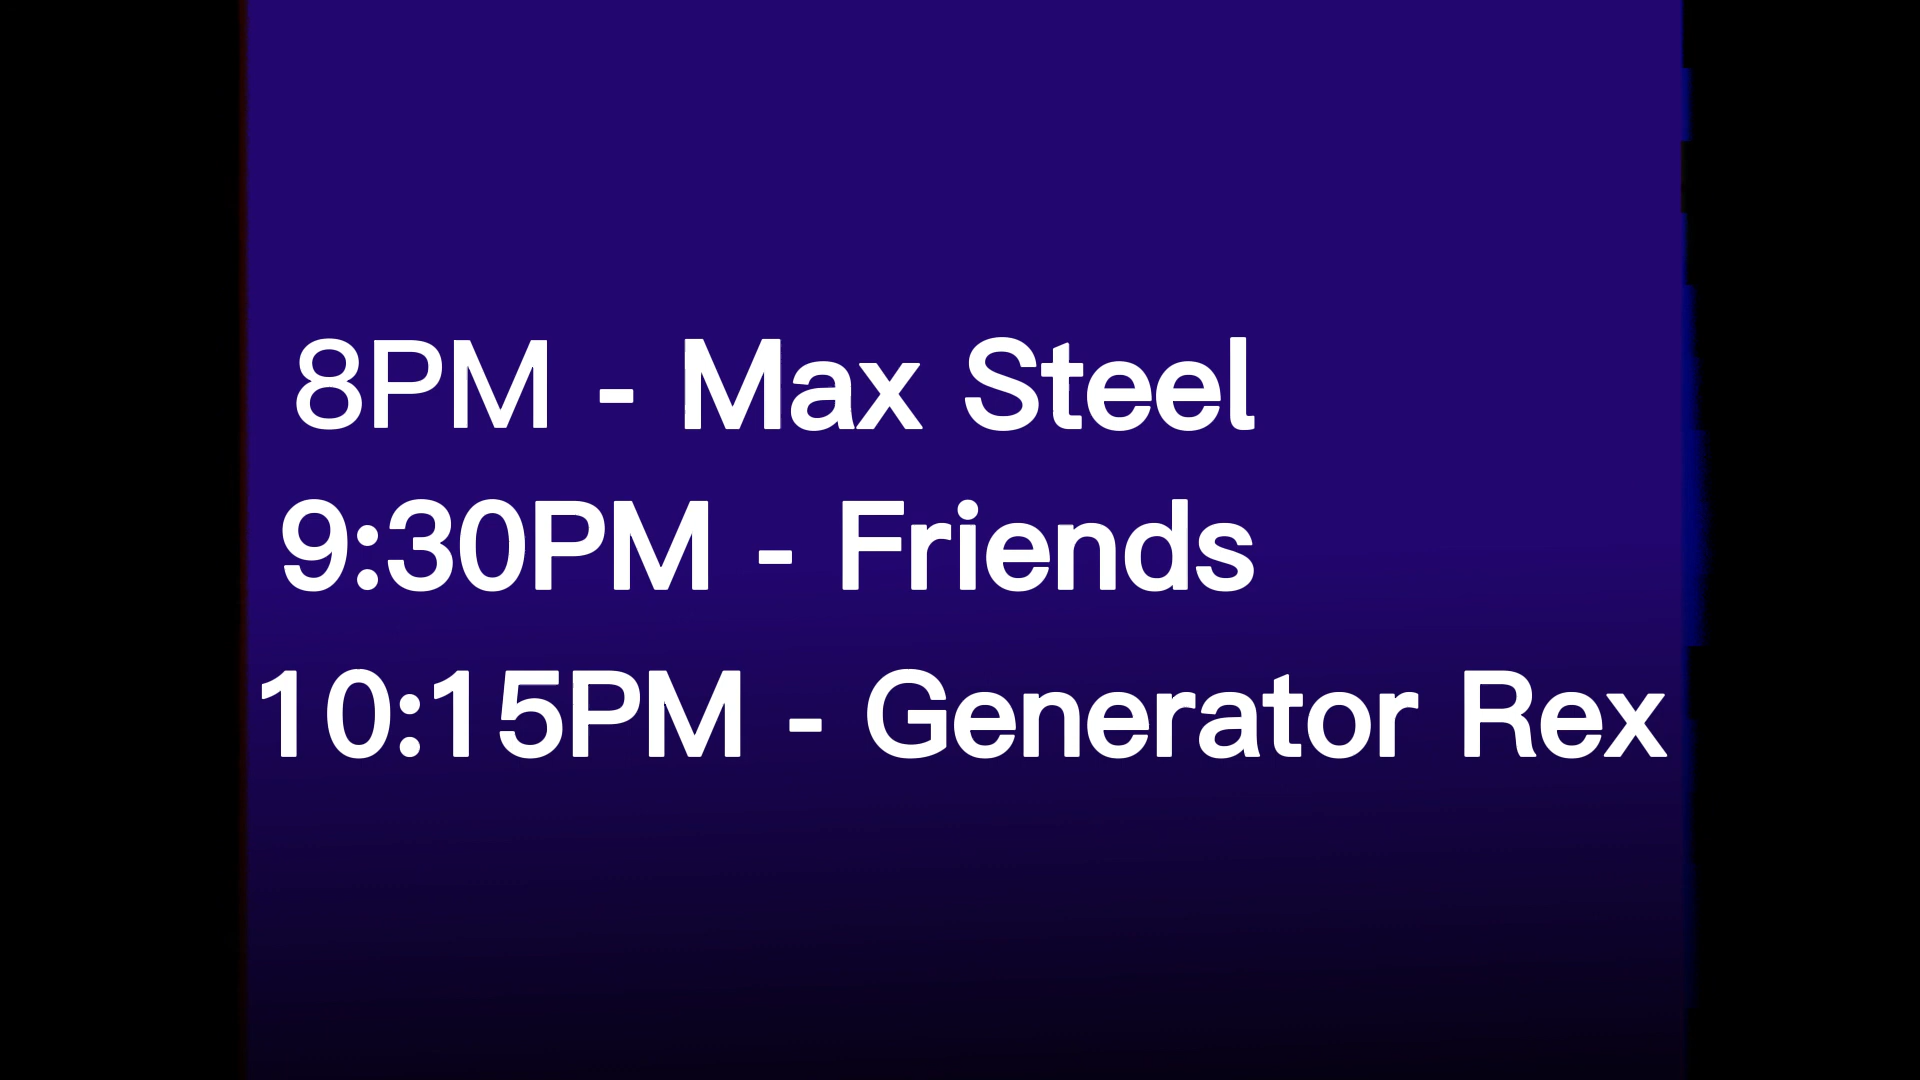 8PM - Max Steel
9:30PM - Friends
10:15PM - Generator Rex